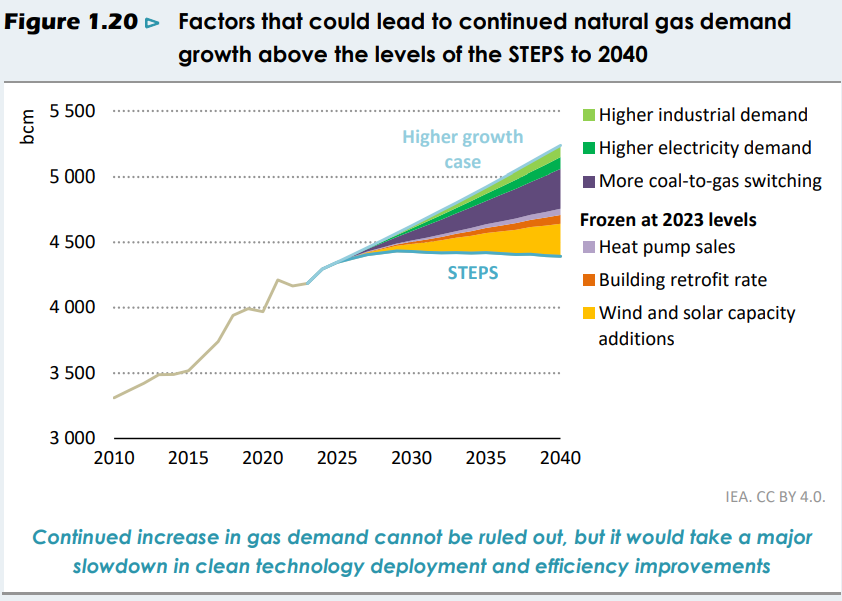 Figure 1.20 ▷ Factors that could lead to continued natural gas demand
growth above the levels of the STEPS to 2040
bcm
5 500
5 000
4 500
4 000
3 500
3 000
2010 2015 2020 2025 2030 2035 2040
Higher growth
case
STEPS
Higher industrial demand
Higher electricity demand
More coal-to-gas switching
Frozen at 2023 levels
Heat pump sales
Building retrofit rate
Wind and solar capacity
additions
IEA. CC BY 4.0.
Continued increase in gas demand cannot be ruled out, but it would take a major
slowdown in clean technology deployment and efficiency improvements